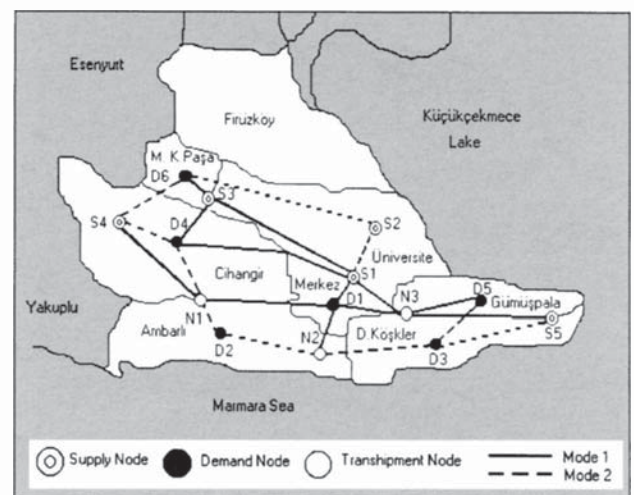 Esenyurt
Firuzköy
Küçükçekmece
Lake
M. K Paşa
D6
S3
S4
D4
S2
Üniversite
S1
Cihangir
Merkez
D1
N3
D5
Gümüşpala
Yakuplu
N1
Ambarlı
D2
N2
D.Köşkler
D3
S5
Marmara Sea
Supply Node
Demand Node
Transhipment Node
Mode 1
Mode 2